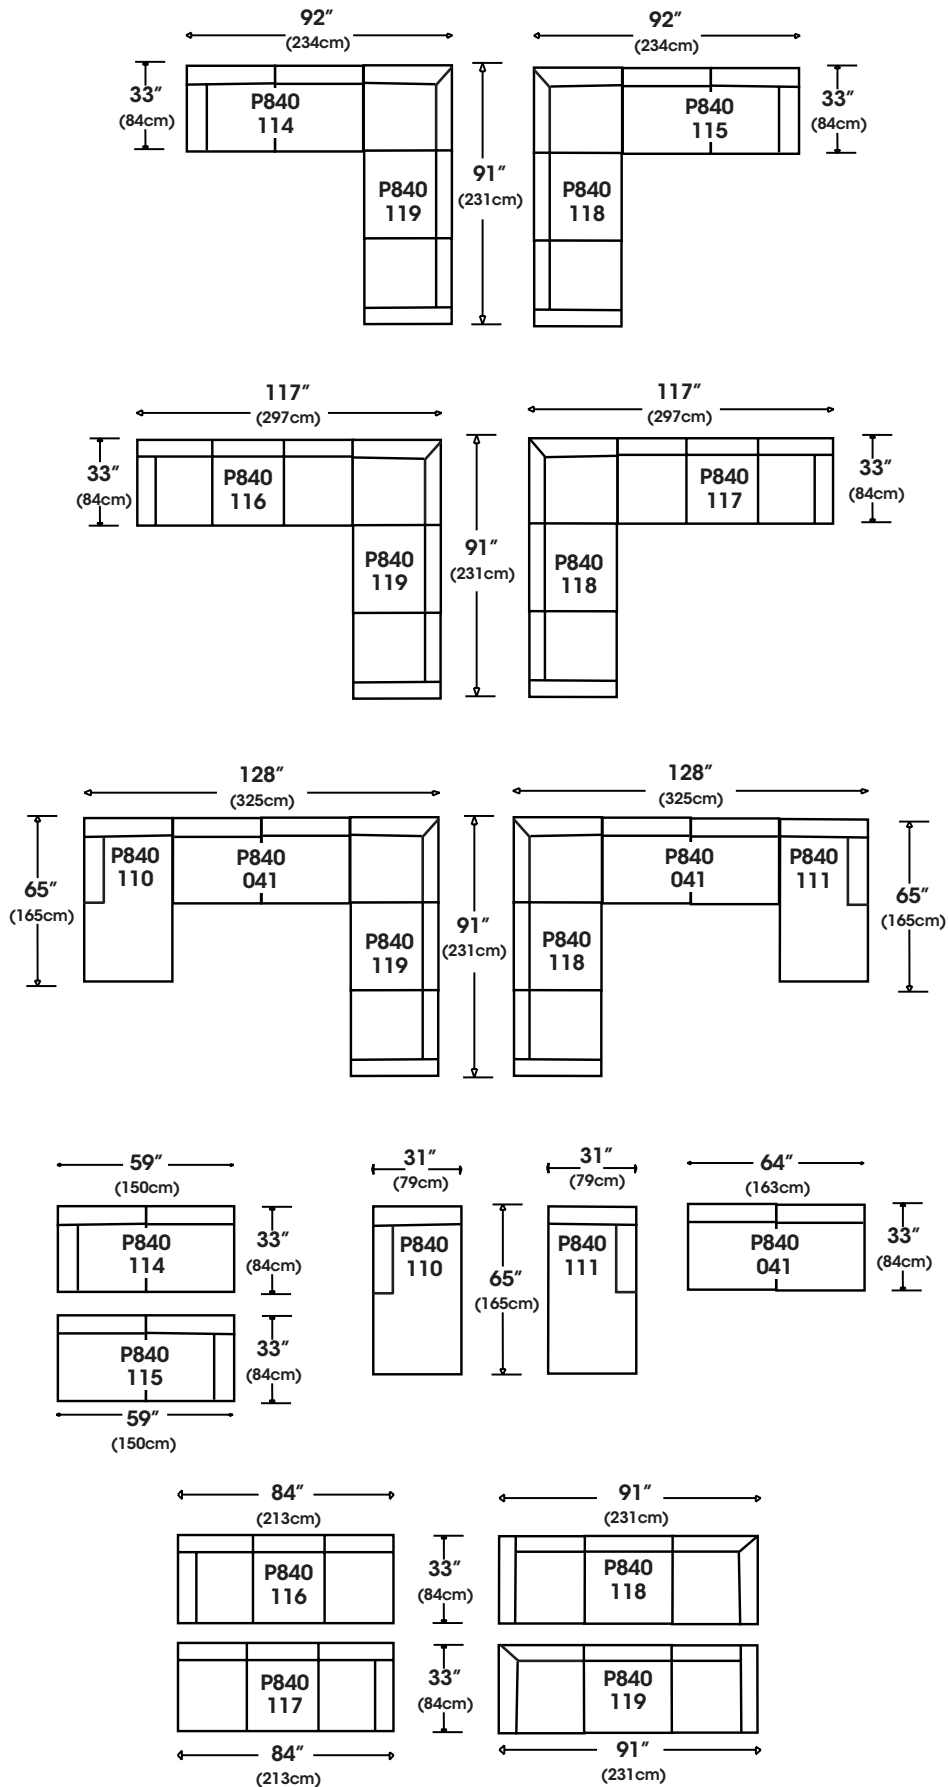 92″
(234cm)
92″
(234cm)
33″
(84cm)
P840
114
P840
115
33″
(84cm)
91″
(231cm)
P840
119
P840
118
117″
(297cm)
117″
(297cm)
33″
(84cm)
P840
116
P840
117
33″
(84cm)
91″
(231cm)
P840
119
P840
118
128″
(325cm)
128″
(325cm)
P840
110
P840
041
P840
041
P840
111
65″
(165cm)
65″
(165cm)
91″
(231cm)
P840
119
P840
118
59″
(150cm)
31″
(79cm)
31″
(79cm)
64″
(163cm)
P840
114
33″
(84cm)
P840
110
65″
(165cm)
P840
111
P840
041
33″
(84cm)
P840
115
33″
(84cm)
59″
(150cm)
84″
(213cm)
91″
(231cm)
P840
116
33″
(84cm)
P840
118
P840
117
33″
(84cm)
P840
119
84″
(213cm)
91″
(231cm)